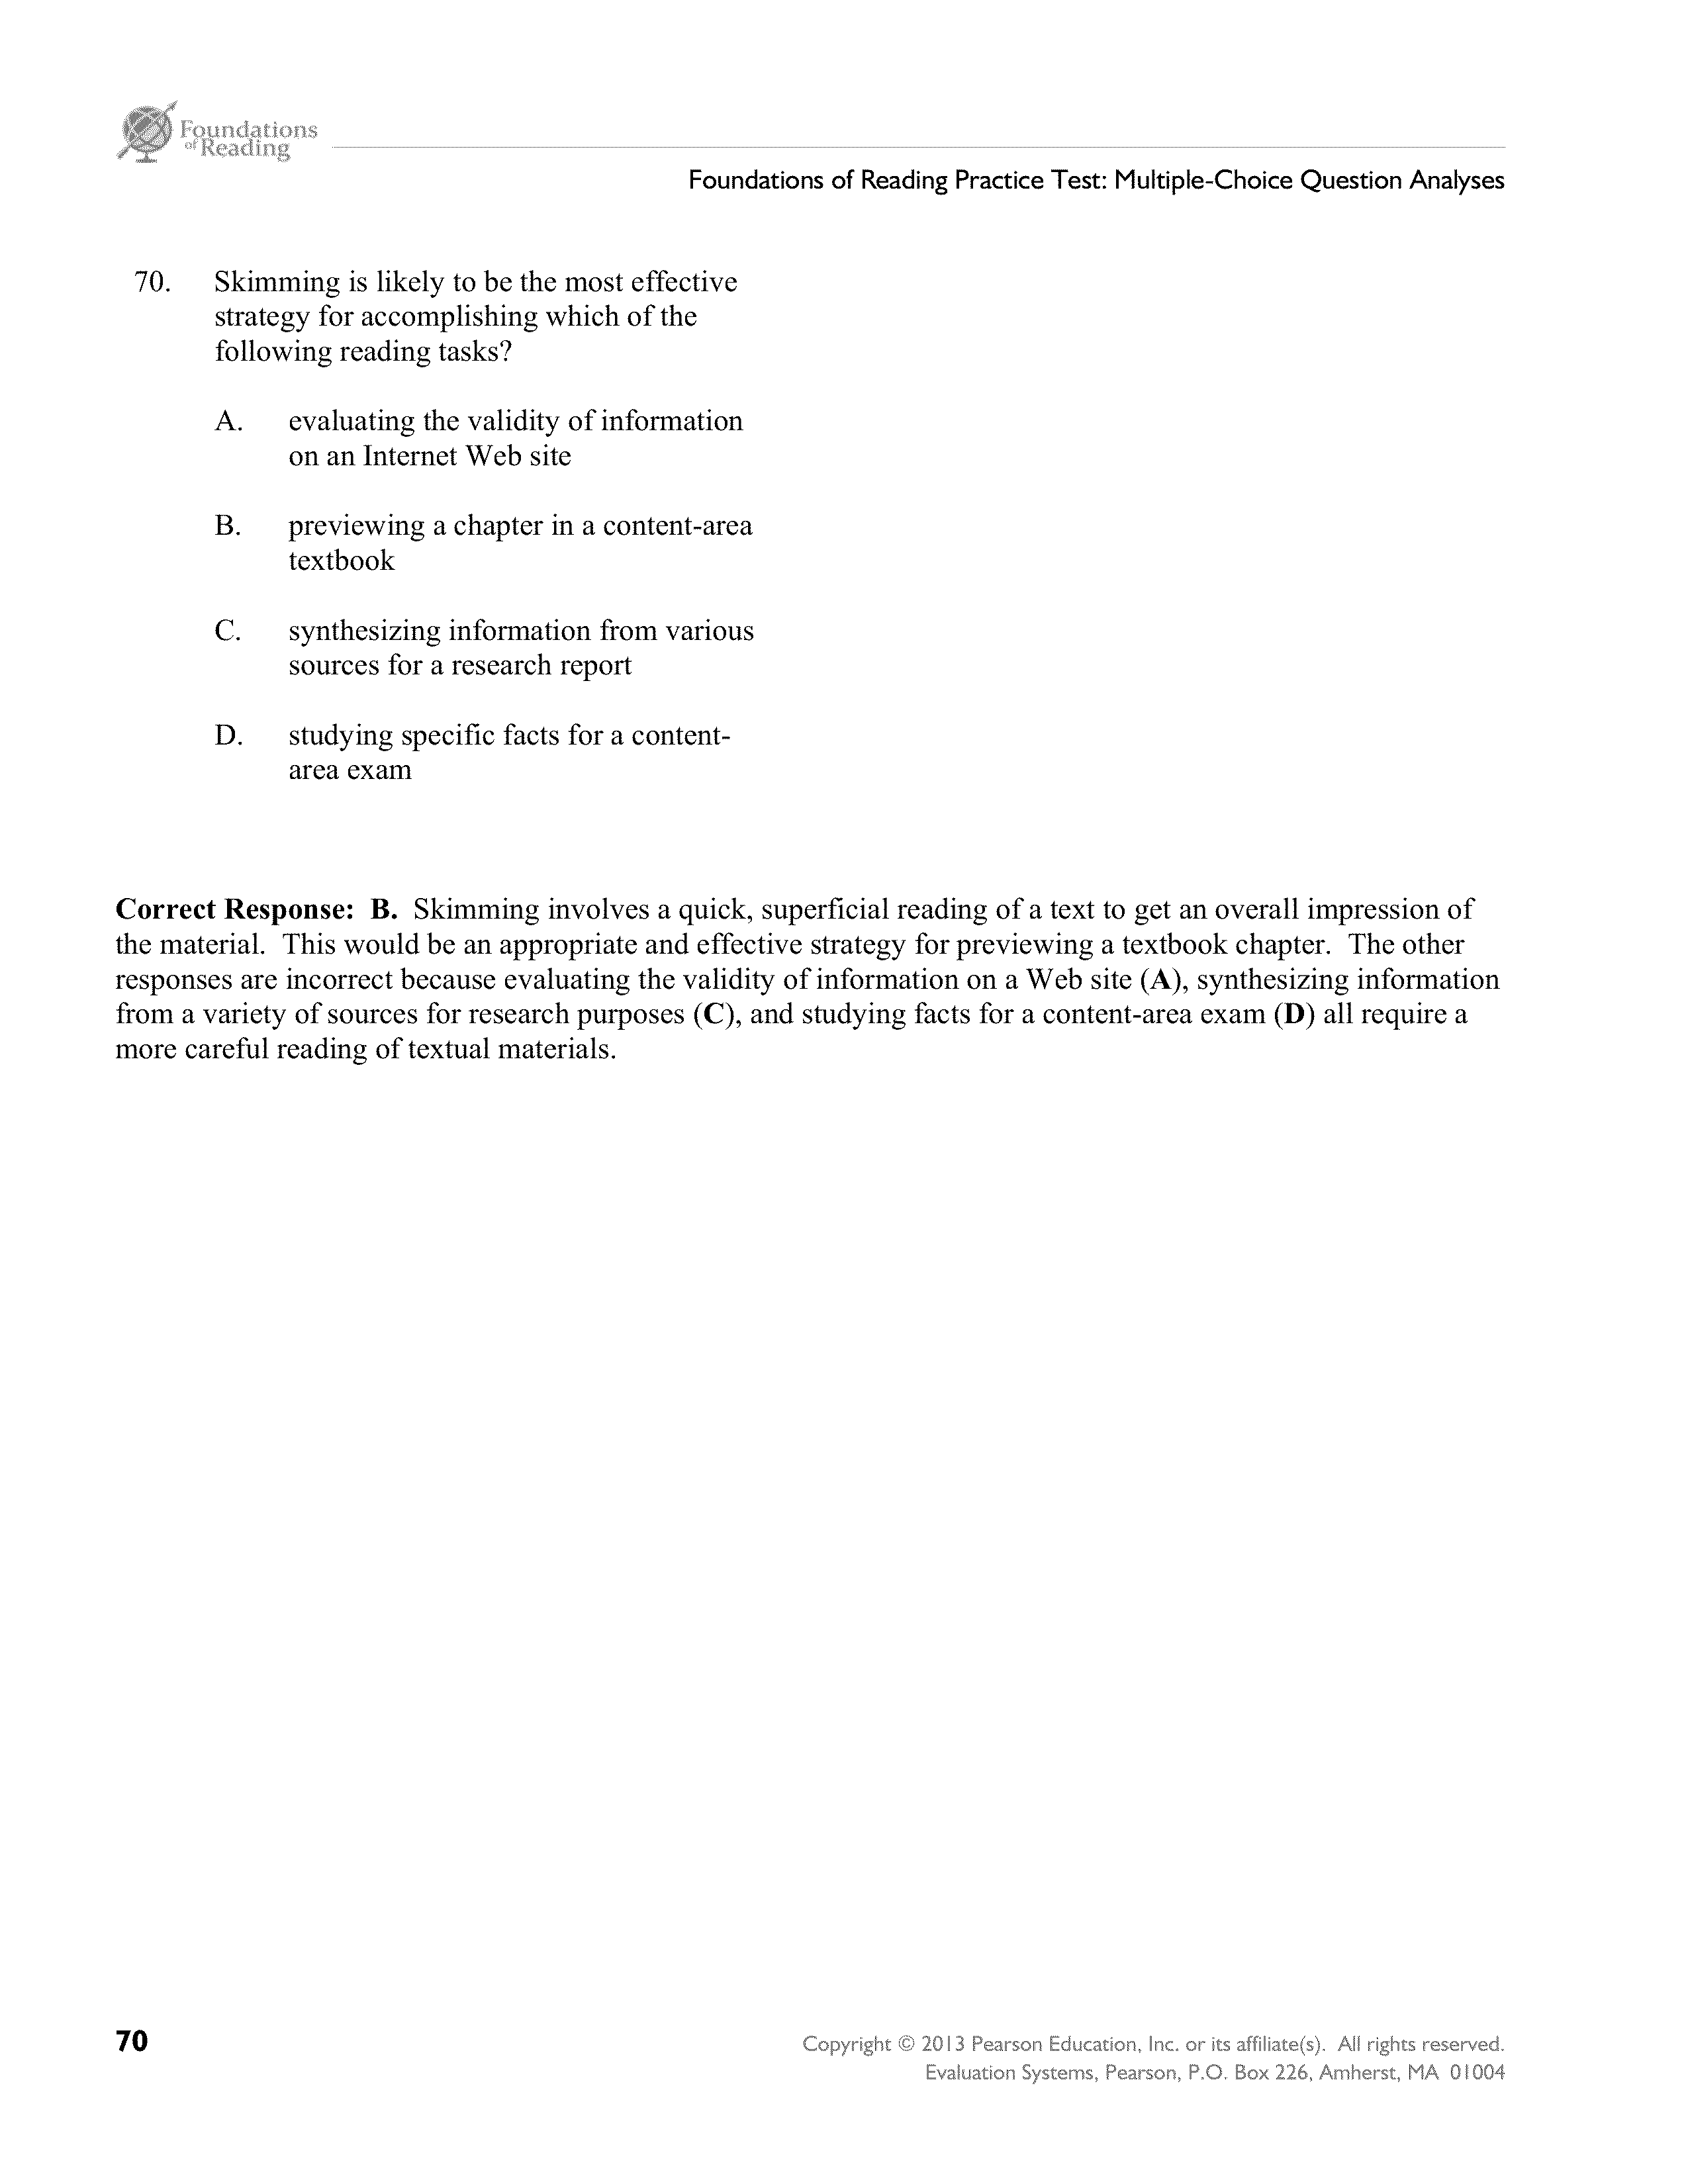 Foundations
of Reading
Foundations of Reading Practice Test: Multiple-Choice Question Analyses
70. Skimming is likely to be the most effective
strategy for accomplishing which of the
following reading tasks?
A. evaluating the validity of information
on an Internet Web site
B. previewing a chapter in a content-area
textbook
C. synthesizing information from various
sources for a research report
D. studying specific facts for a content-
area exam
Correct Response: B. Skimming involves a quick, superficial reading of a text to get an overall impression of
the material. This would be an appropriate and effective strategy for previewing a textbook chapter. The other
responses are incorrect because evaluating the validity of information on a Web site (A), synthesizing information
from a variety of sources for research purposes (C), and studying facts for a content-area exam (D) all require a
more careful reading of textual materials.
70
Copyright © 2013 Pearson Education, Inc. or its affiliate(s). All rights reserved.
Evaluation Systems, Pearson, P.O. Box 226, Amherst, MA 01004